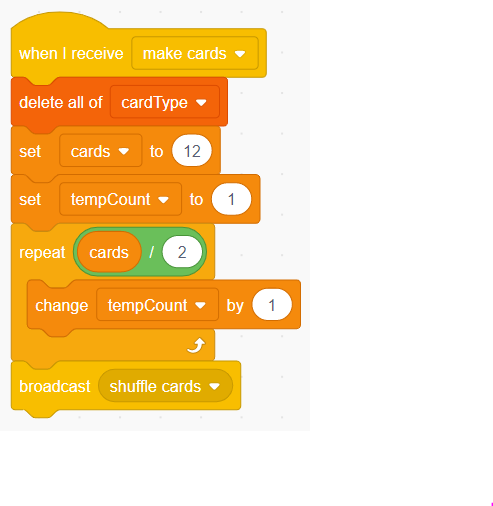 when I receive make cards
delete all of cardType
set cards to 12
set tempCount to 1
repeat cards / 2
change tempCount by 1
broadcast shuffle cards